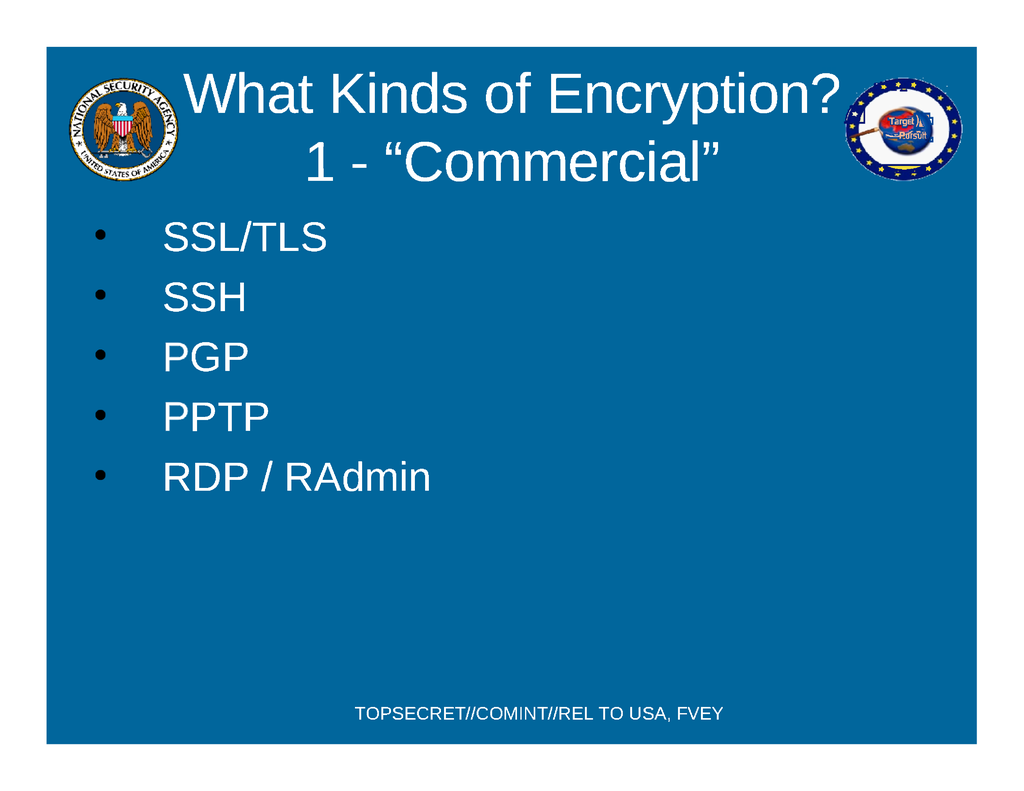 What Kinds of Encryption?
1 - “Commercial”
NATIONAL SECURITY AGENCY
UNITED STATES OF AMERICA
Target
Pursuit
• SSL/TLS
• SSH
• PGP
• PPTP
• RDP / RAdmin
TOPSECRET//COMINT//REL TO USA, FVEY